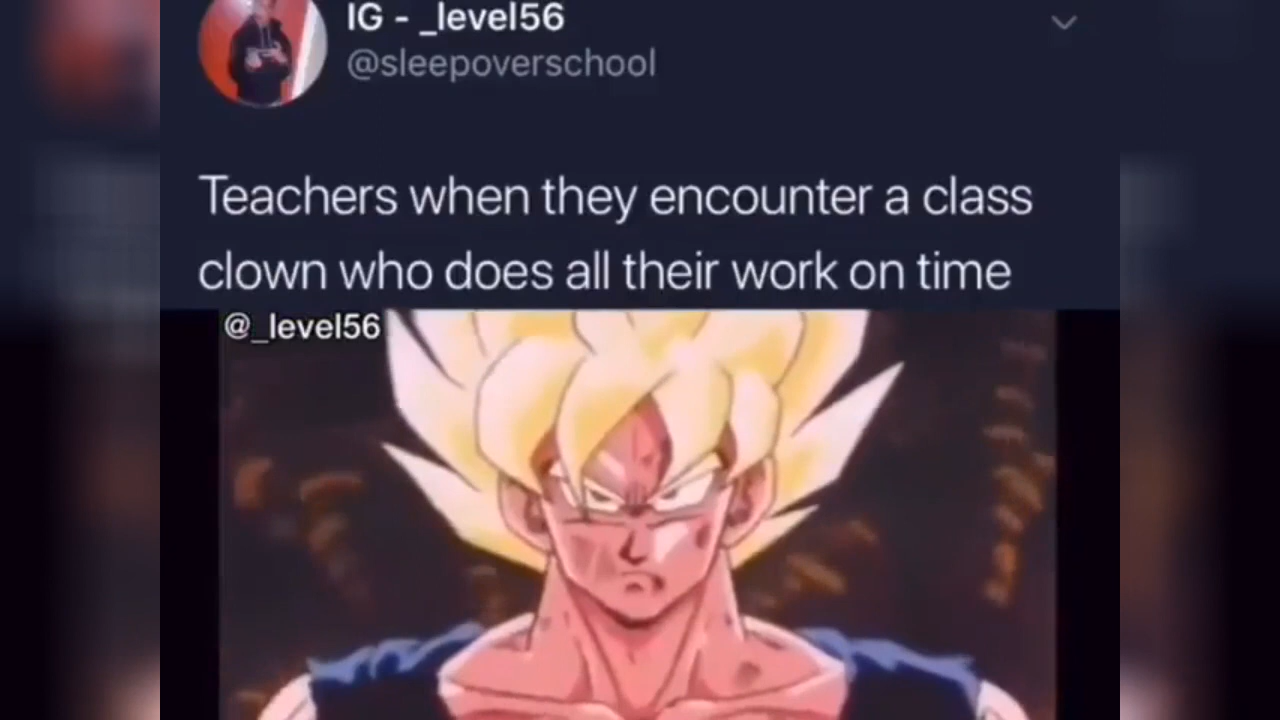 IG - _level56
@sleepoverschool
Teachers when they encounter a class
clown who does all their work on time
@_level56